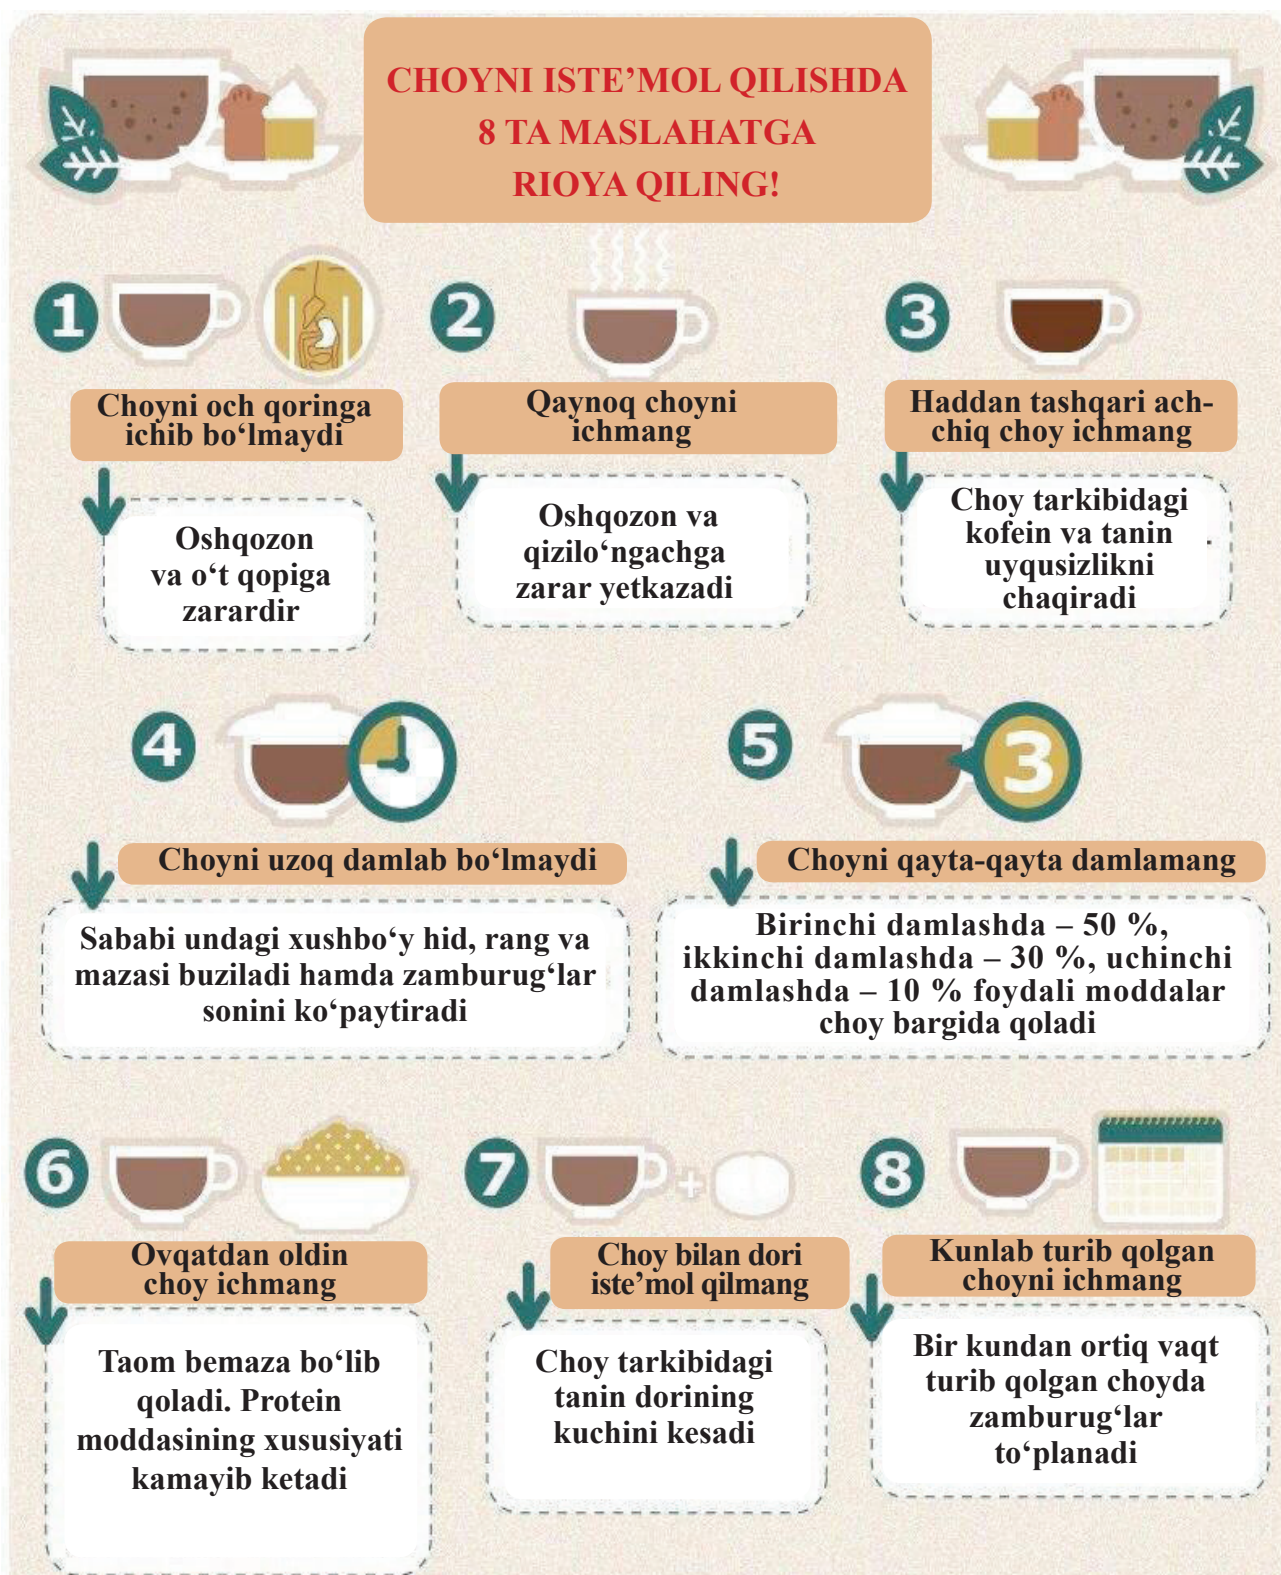 CHOYNI ISTE’MOL QILISHDA
8 TA MASLAHATGA
RIOYA QILING!
1
Choyni och qoringa
ichib bo‘lmaydi
Oshqozon
va o‘t qopiga
zarardir
2
Qaynoq choyni
ichmang
Oshqozon va
qizilo‘ngachga
zarar yetkazadi
3
Haddan tashqari ach-
chiq choy ichmang
Choy tarkibidagi
kofein va tanin
uyqusizlikni
chaqiradi
4
Choyni uzoq damlab bo‘lmaydi
Sababi undagi xushbo‘y hid, rang va
mazasi buziladi hamda zamburug‘lar
sonini ko‘paytiradi
5
3
Choyni qayta-qayta damlamang
Birinchi damlashda – 50 %,
ikkinchi damlashda – 30 %, uchinchi
damlashda – 10 % foydali moddalar
choy bargida qoladi
6
Ovqatdan oldin
choy ichmang
Taom bemaza bo‘lib
qoladi. Protein
moddasining xususiyati
kamayib ketadi
7
+
Choy bilan dori
iste’mol qilmang
Choy tarkibidagi
tanin dorining
kuchini kesadi
8
Kunlab turib qolgan
choyni ichmang
Bir kundan ortiq vaqt
turib qolgan choyda
zamburug‘lar
to‘planadi